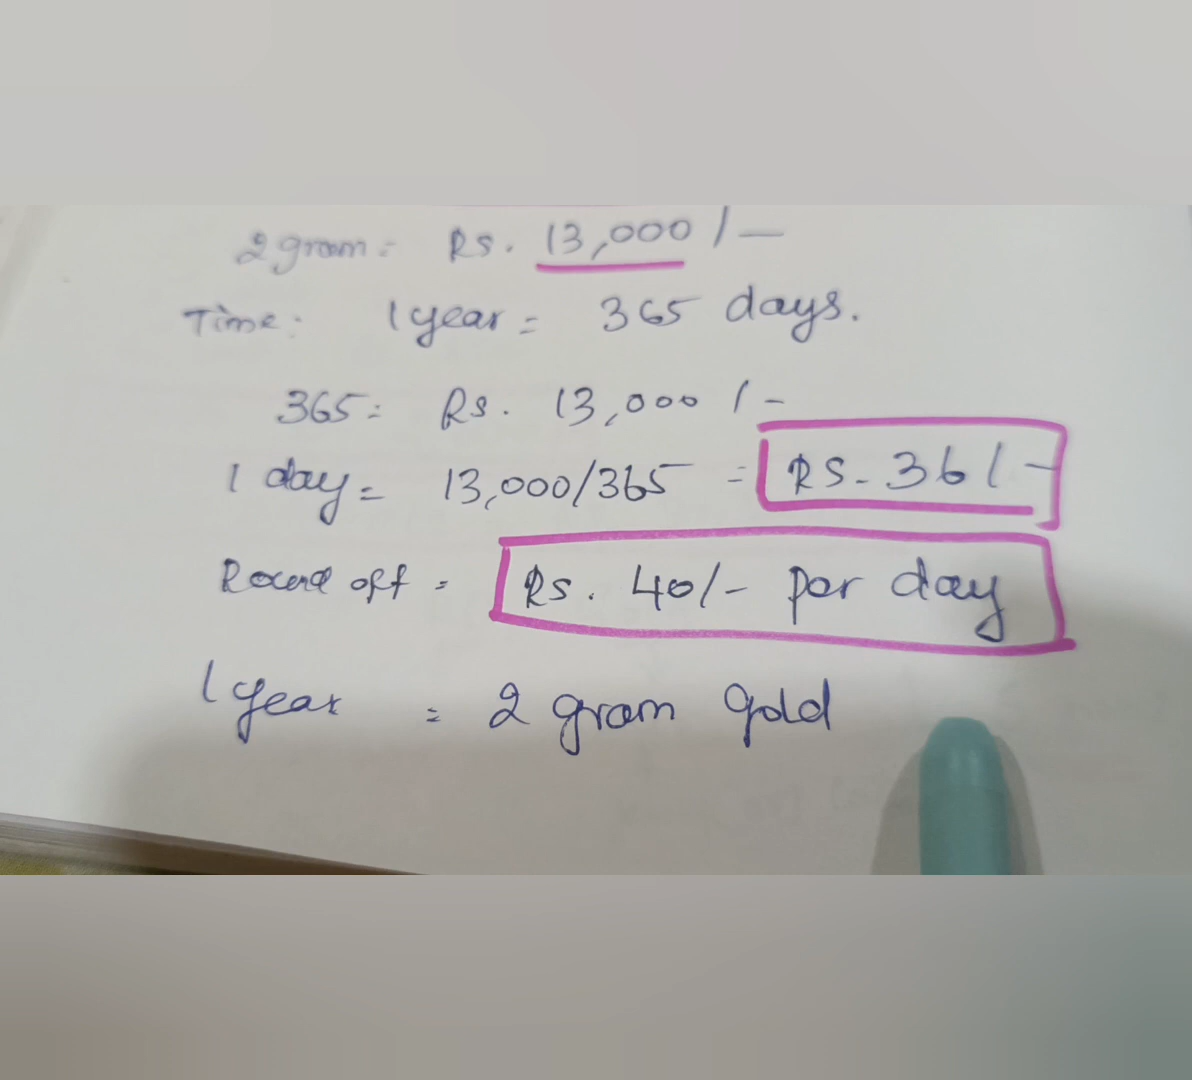 2 gram = Rs. 13,000/-
Time: 1 year = 365 days.
365 = Rs. 13,000/-
1 day = 13,000/365 = RS. 36/-
Round off = Rs. 40/- per day
1 year = 2 gram gold